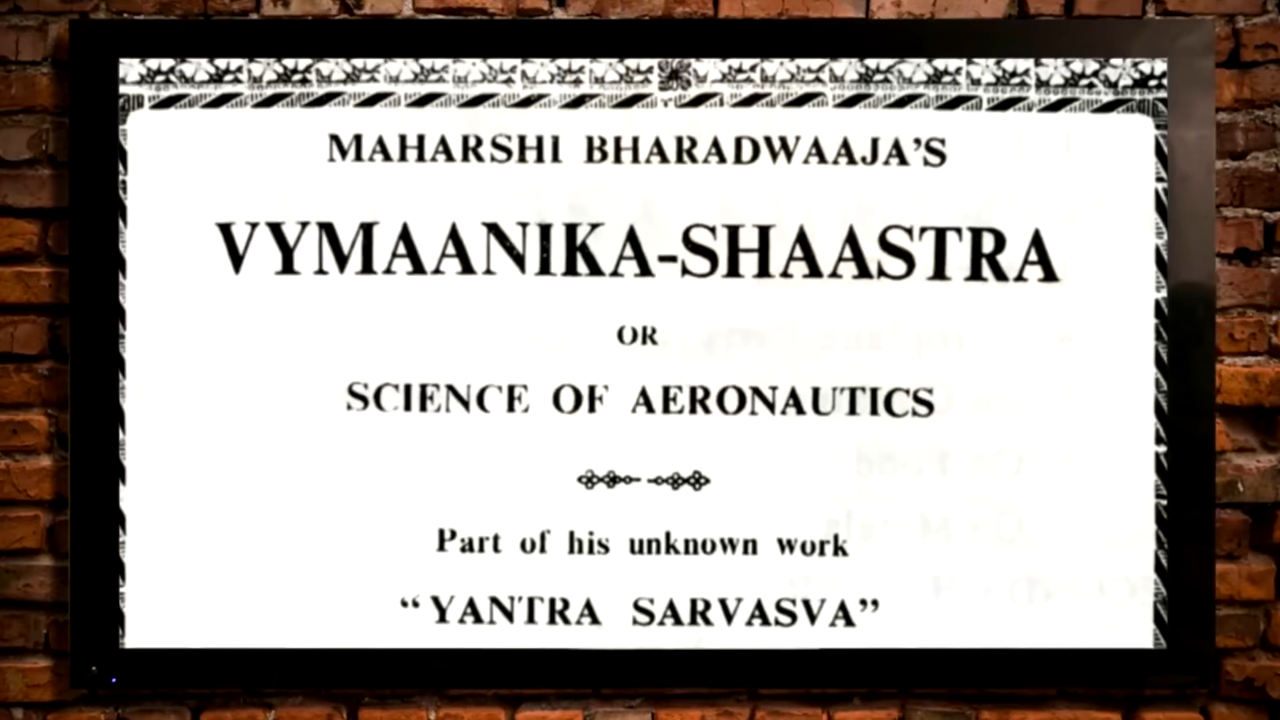 MAHARSHI BHARADWAAJA'S
VYMAANIKA-SHAASTRA
OR
SCIENCE OF AERONAUTICS
Part of his unknown work
“YANTRA SARVASVA”